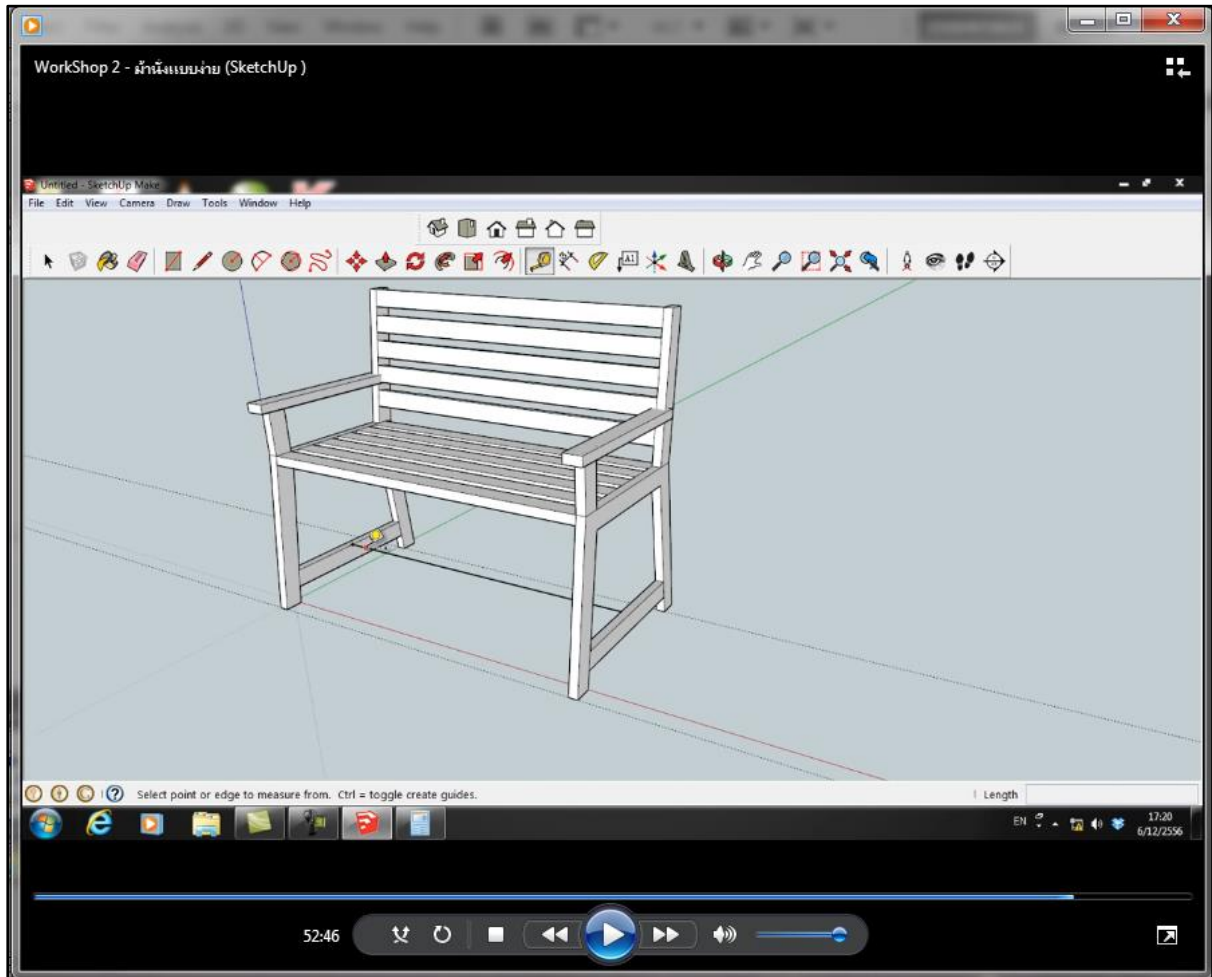 WorkShop 2 - ม้านั่งแบบง่าย (SketchUp )
Untitled - SketchUp Make
File Edit View Camera Draw Tools Window Help
A1
Select point or edge to measure from. Ctrl = toggle create guides.
Length
EN
17:20
6/12/2556
52:46